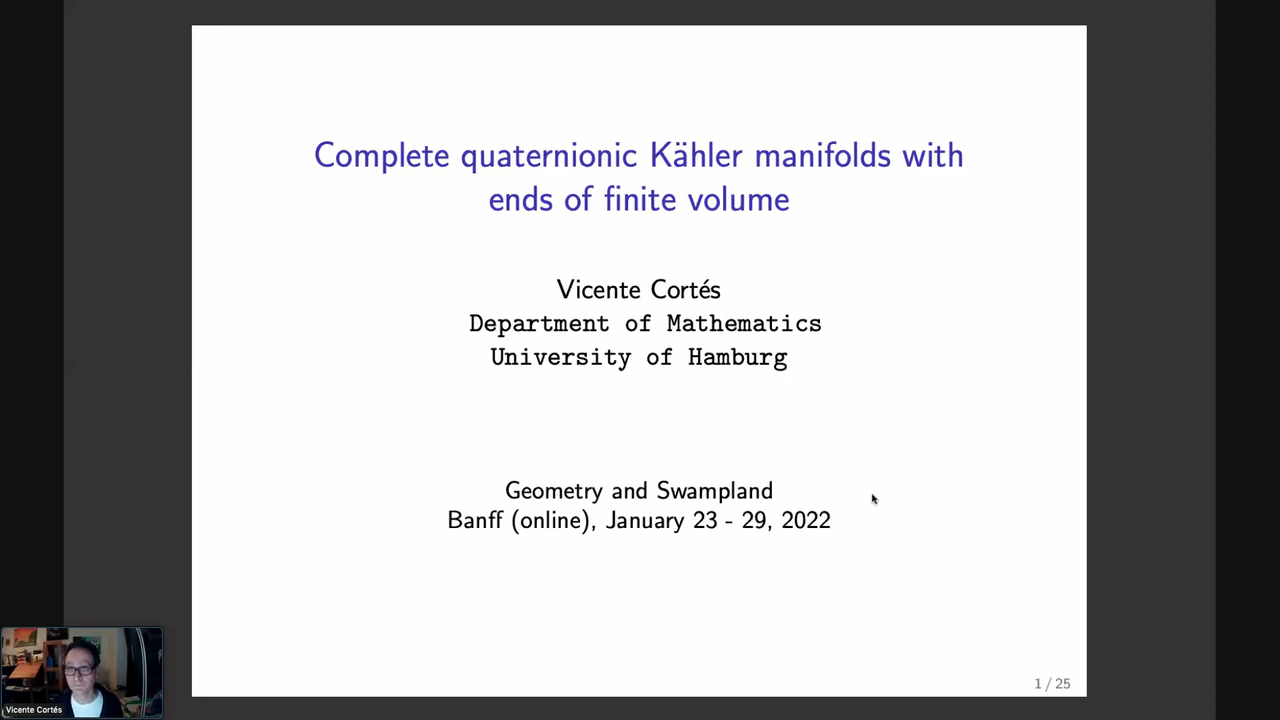 Complete quaternionic Kähler manifolds with
ends of finite volume
Vicente Cortés
Department of Mathematics
University of Hamburg
Geometry and Swampland
Banff (online), January 23 - 29, 2022
1 / 25
Vicente Cortés